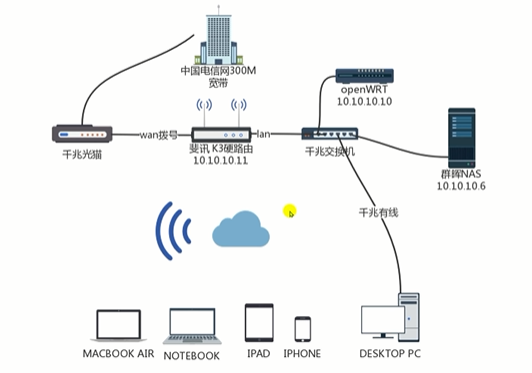 中国电信网300M
宽带
openWRT
10.10.10.10
wan拨号
lan
千兆光猫
斐讯 K3硬路由
10.10.10.11
千兆交换机
群晖NAS
10.10.10.6
千兆有线
MACBOOK AIR
NOTEBOOK
IPAD
IPHONE
DESKTOP PC